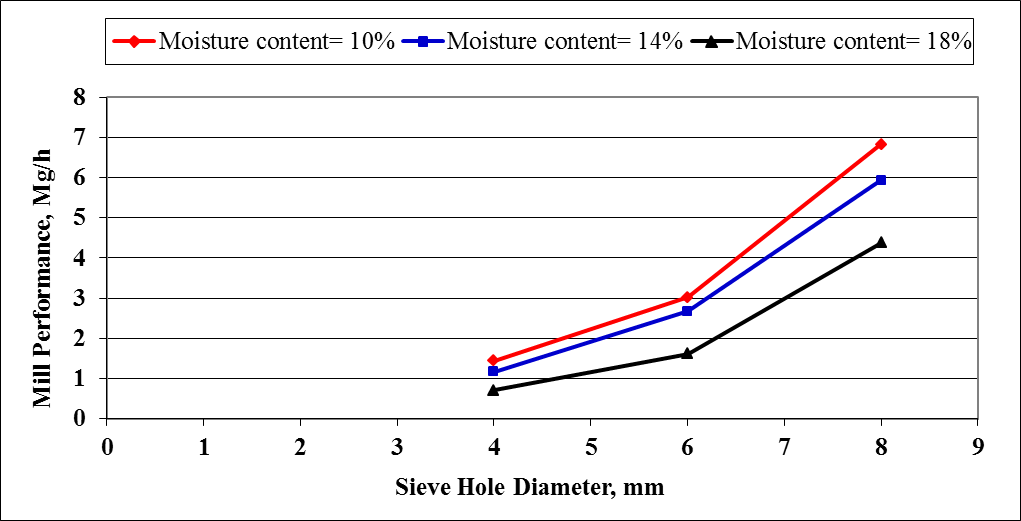 Moisture content= 10% Moisture content= 14% Moisture content= 18%
8
7
6
5
4
3
2
1
0
Mill Performance, Mg/h
0 1 2 3 4 5 6 7 8 9
Sieve Hole Diameter, mm